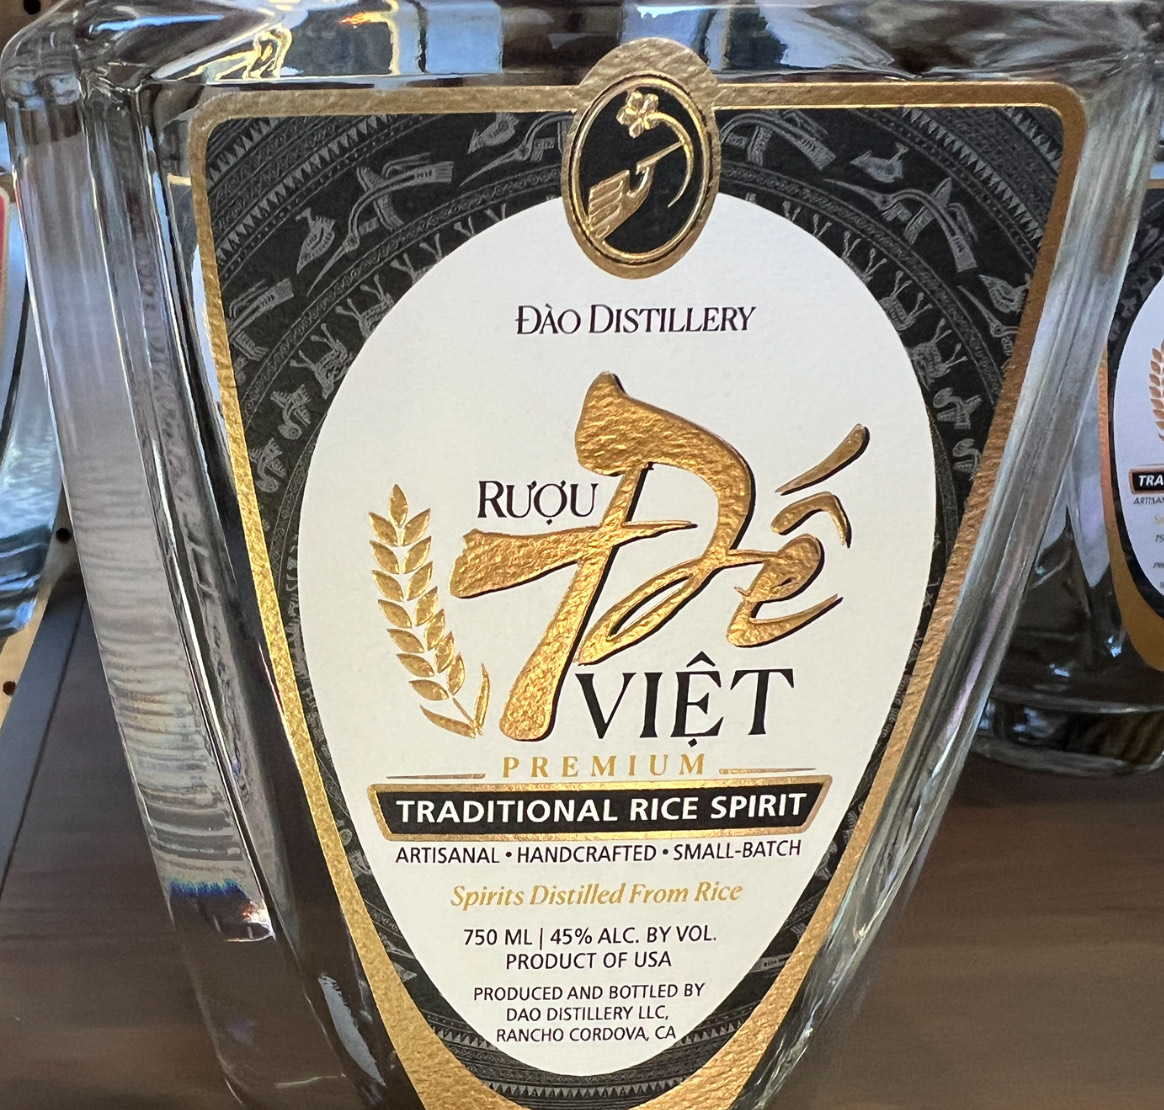 ĐÀO DISTILLERY
RƯỢU
Đế
VIỆT
PREMIUM
TRADITIONAL RICE SPIRIT
ARTISANAL • HANDCRAFTED • SMALL-BATCH
Spirits Distilled From Rice
750 ML | 45% ALC. BY VOL.
PRODUCT OF USA
PRODUCED AND BOTTLED BY
DAO DISTILLERY LLC,
RANCHO CORDOVA, CA